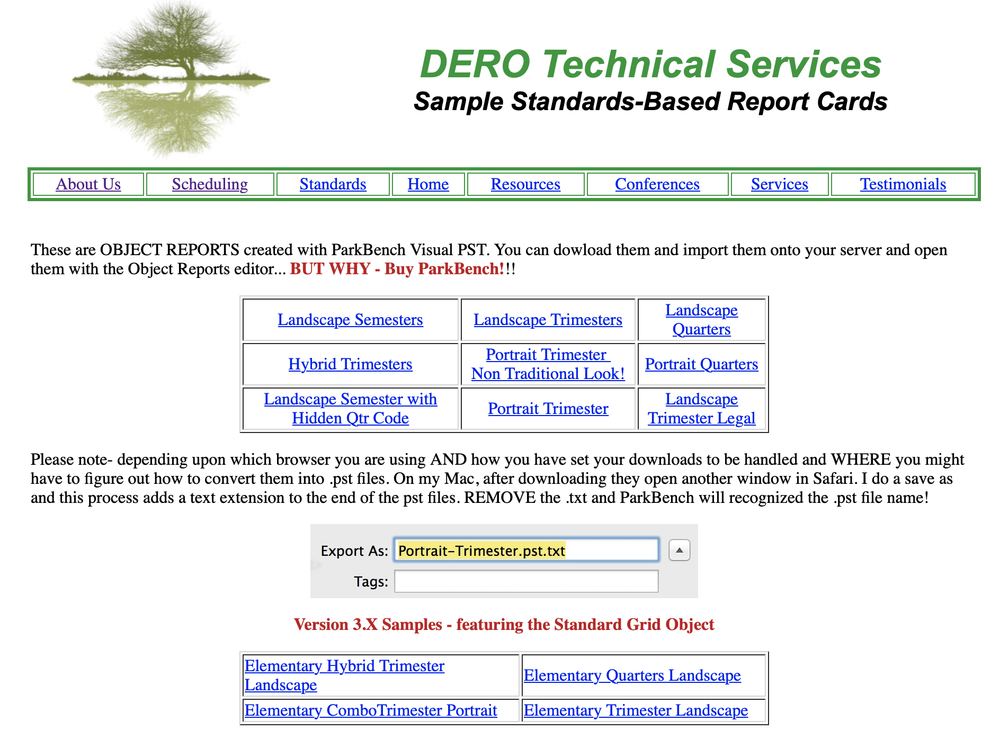 DERO Technical Services
Sample Standards-Based Report Cards
About Us Scheduling Standards Home Resources Conferences Services Testimonials
These are OBJECT REPORTS created with ParkBench Visual PST. You can dowload them and import them onto your server and open
them with the Object Reports editor... BUT WHY - Buy ParkBench!!!
Landscape Semesters
Landscape Trimesters
Landscape
Quarters
Hybrid Trimesters
Portrait Trimester
Non Traditional Look!
Portrait Quarters
Landscape Semester with
Hidden Qtr Code
Portrait Trimester
Landscape
Trimester Legal
Please note- depending upon which browser you are using AND how you have set your downloads to be handled and WHERE you might
have to figure out how to convert them into .pst files. On my Mac, after downloading they open another window in Safari. I do a save as
and this process adds a text extension to the end of the pst files. REMOVE the .txt and ParkBench will recognized the .pst file name!
Export As: Portrait-Trimester.pst.txt
Tags:
Version 3.X Samples - featuring the Standard Grid Object
Elementary Hybrid Trimester
Landscape
Elementary Quarters Landscape
Elementary ComboTrimester Portrait
Elementary Trimester Landscape